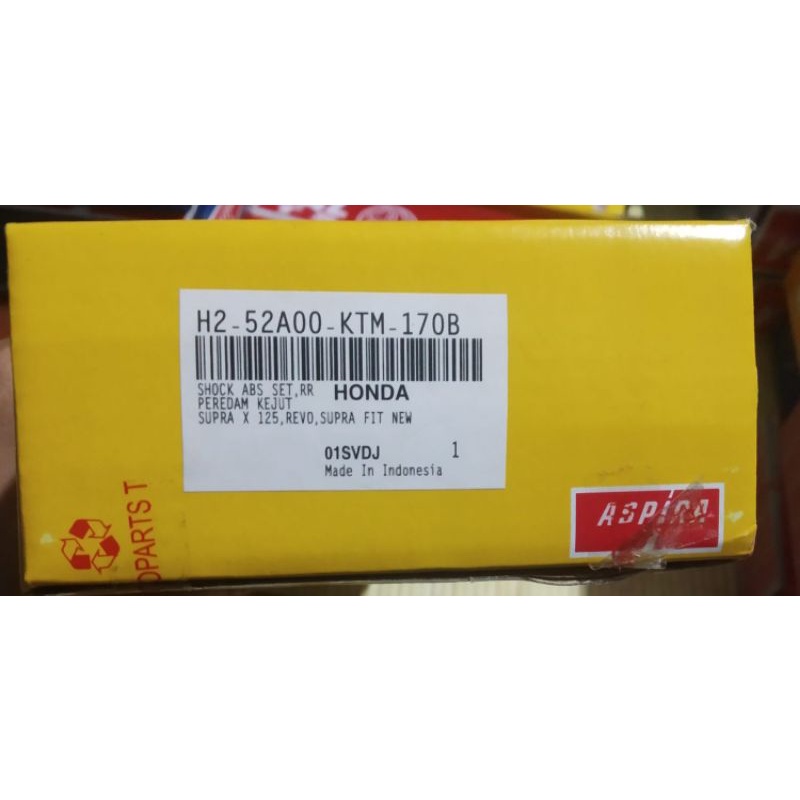 H2-52A00-KTM-170B
SHOCK ABS SET,RR HONDA
PEREDAM KEJUT
SUPRA X 125,REVO,SUPRA FIT NEW
01SVDJ 1
Made In Indonesia
ASPIRA
OPARTS T